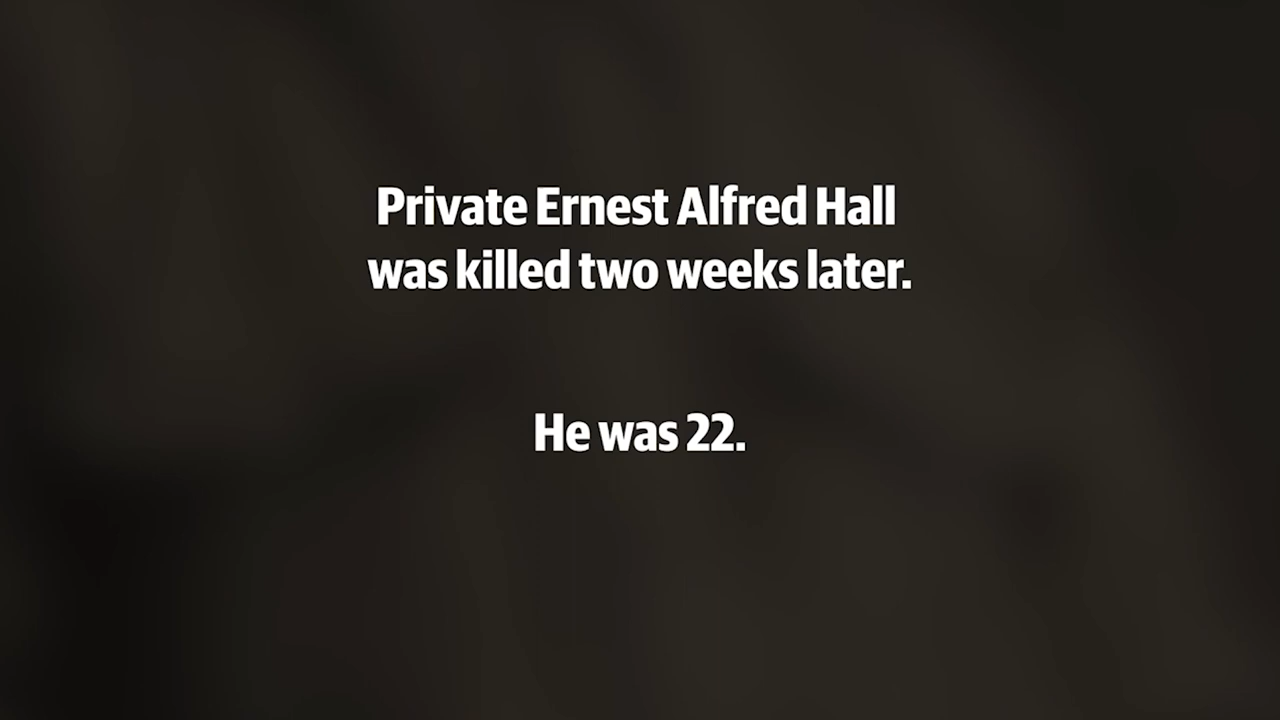 Private Ernest Alfred Hall
was killed two weeks later.
He was 22.